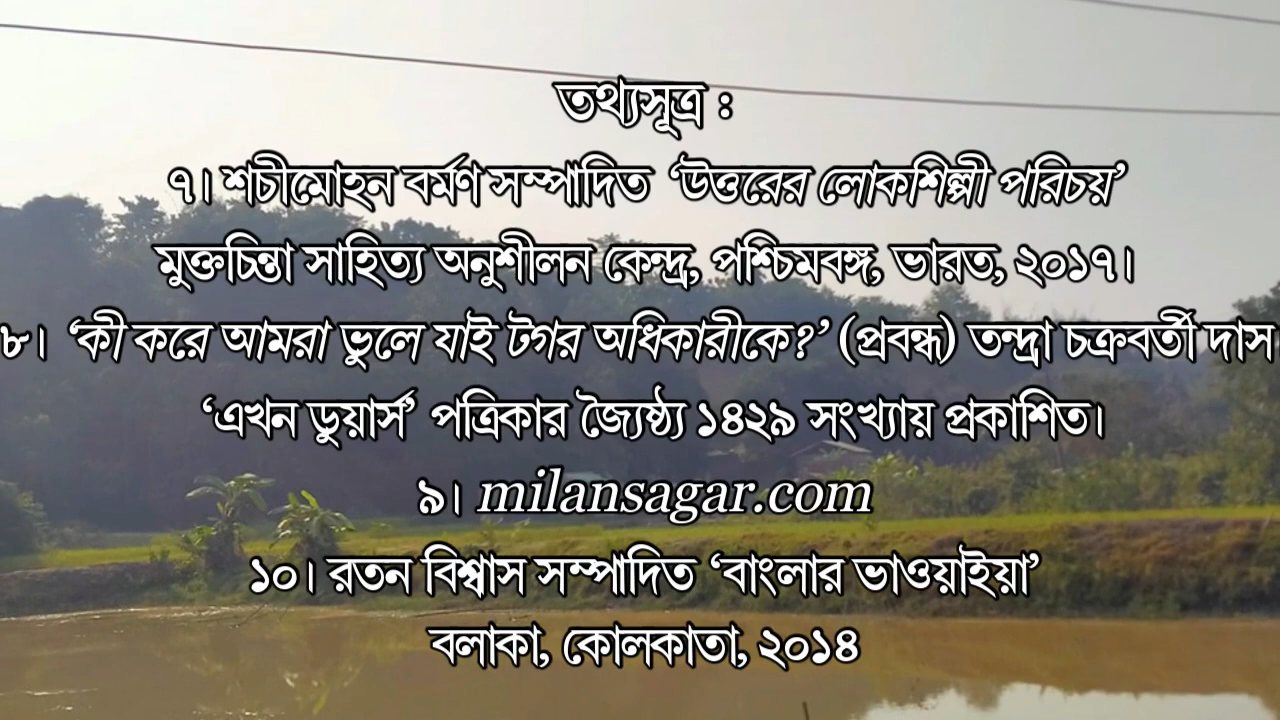 তথ্যসূত্র :
৭। শচীমোহন বর্মণ সম্পাদিত ‘উত্তরের লোকশিল্পী পরিচয়’
মুক্তচিন্তা সাহিত্য অনুশীলন কেন্দ্র, পশ্চিমবঙ্গ, ভারত, ২০১৭।
৮। ‘কী করে আমরা ভুলে যাই টগর অধিকারীকে?’ (প্রবন্ধ) তন্দ্রা চক্রবর্তী দাস
‘এখন ডুয়ার্স’ পত্রিকার জ্যৈষ্ঠ্য ১৪২৯ সংখ্যায় প্রকাশিত।
৯। milansagar.com
১০। রতন বিশ্বাস সম্পাদিত ‘বাংলার ভাওয়াইয়া’
বলাকা, কোলকাতা, ২০১৪